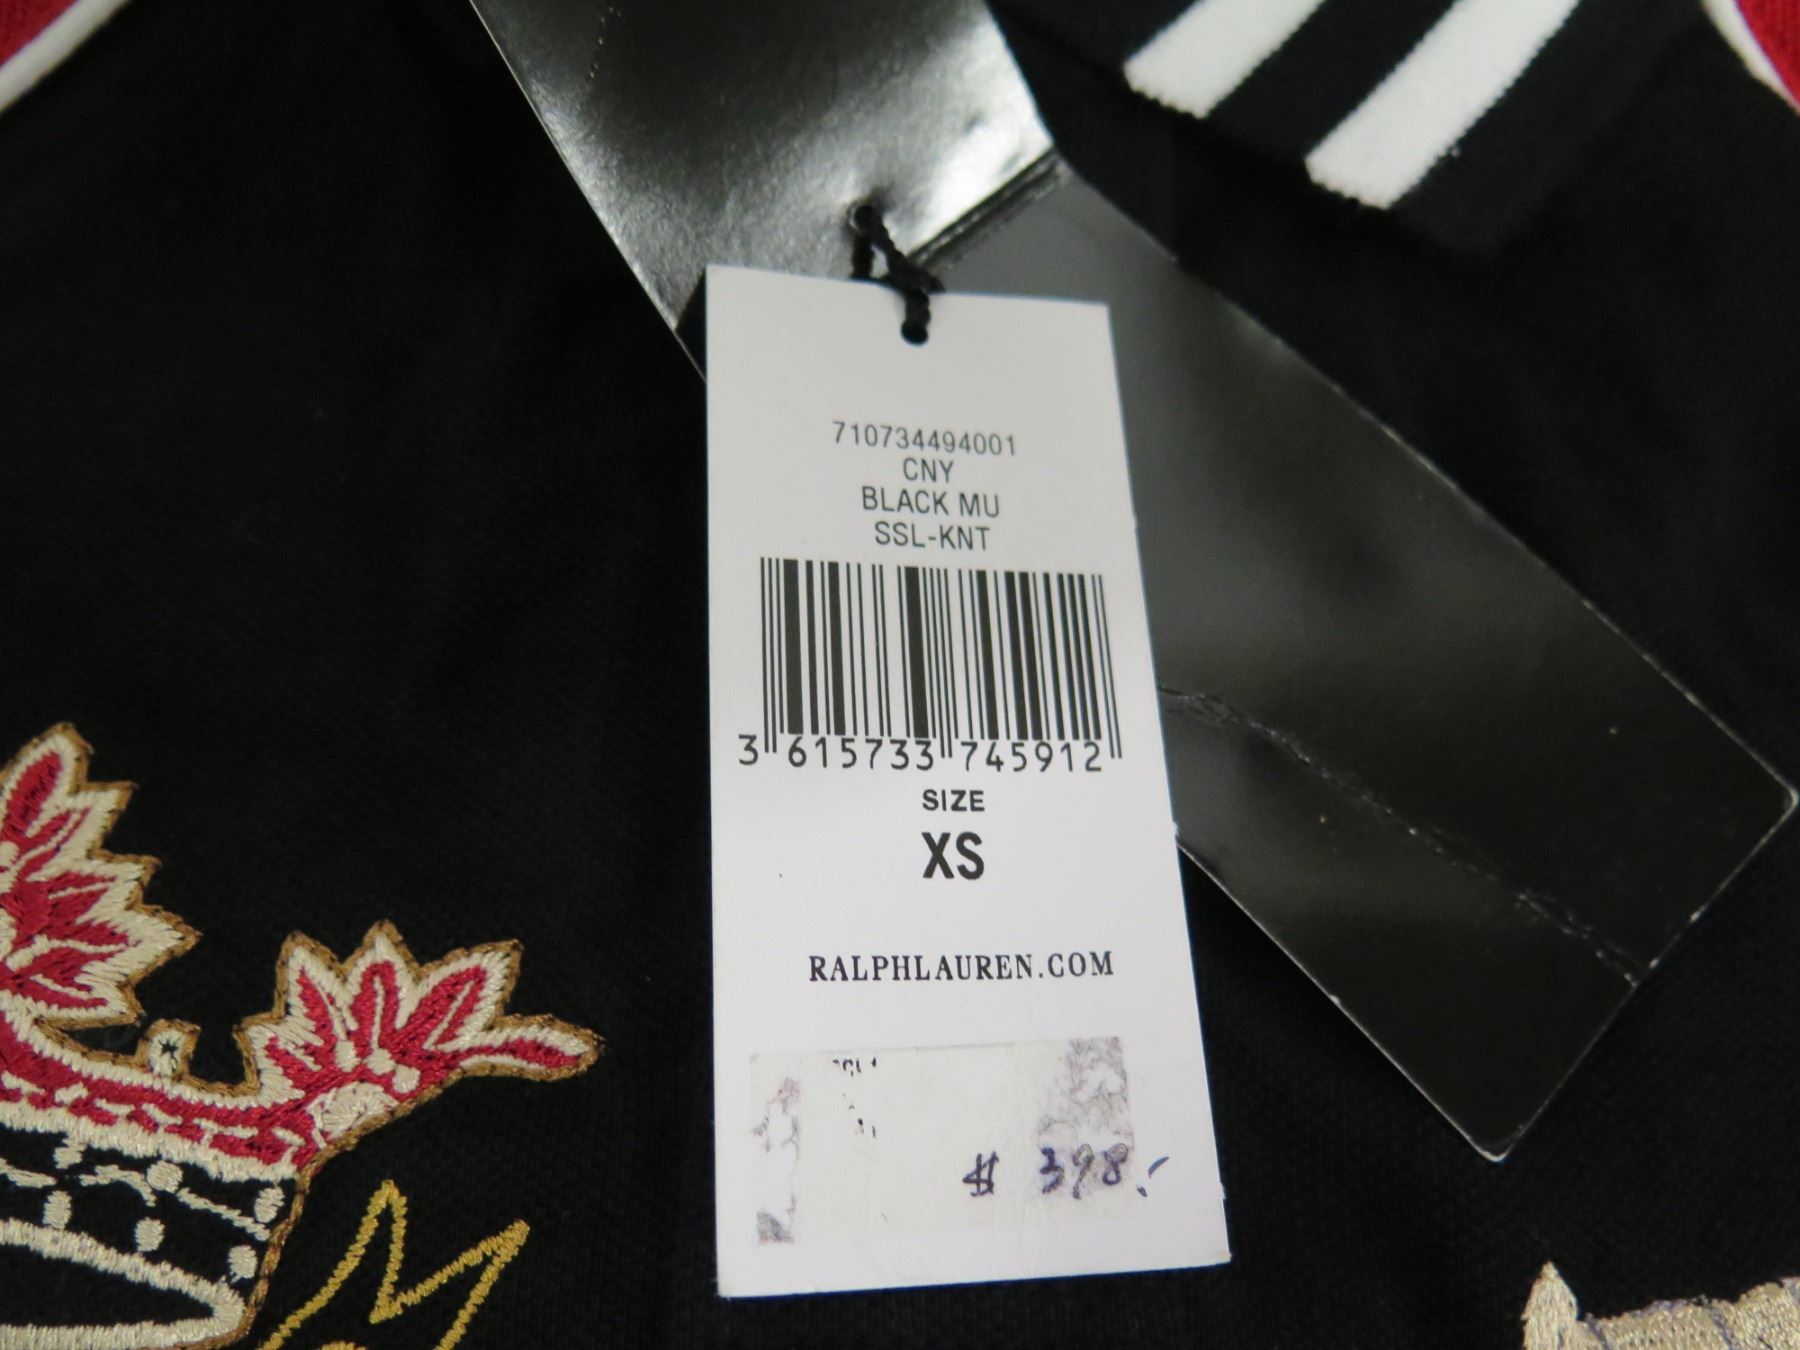 710734494001
CNY
BLACK MU
SSL-KNT
3 615733 745912
SIZE
XS
RALPHLAUREN.COM
$ 398.-